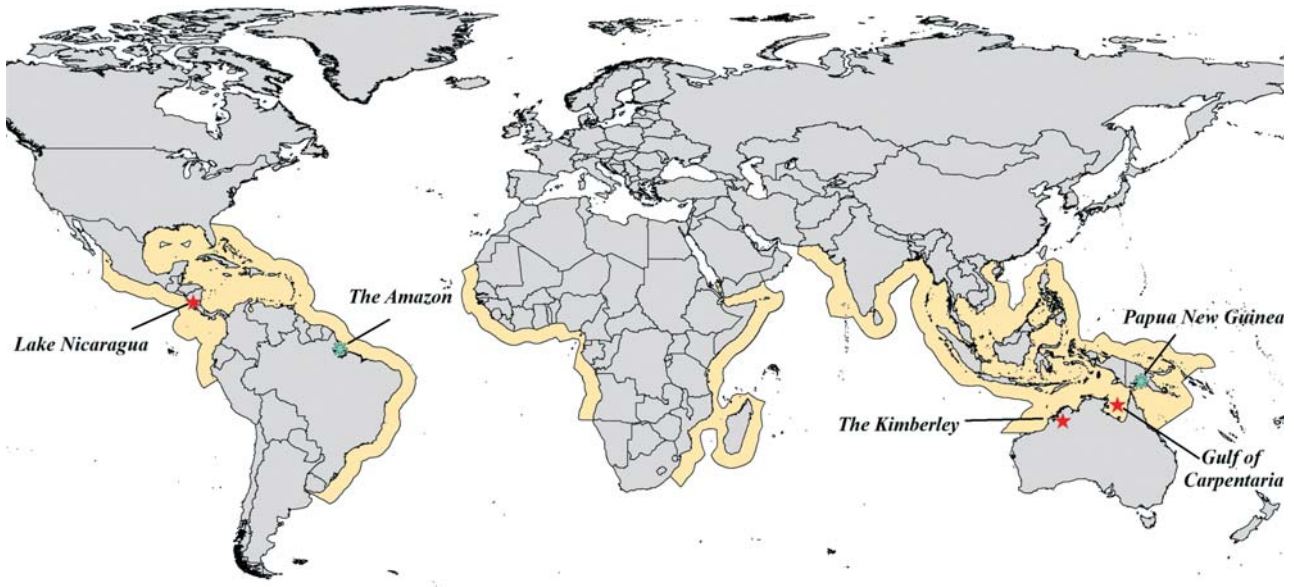 The Amazon
Lake Nicaragua
Papua New Guinea
The Kimberley
Gulf of
Carpentaria